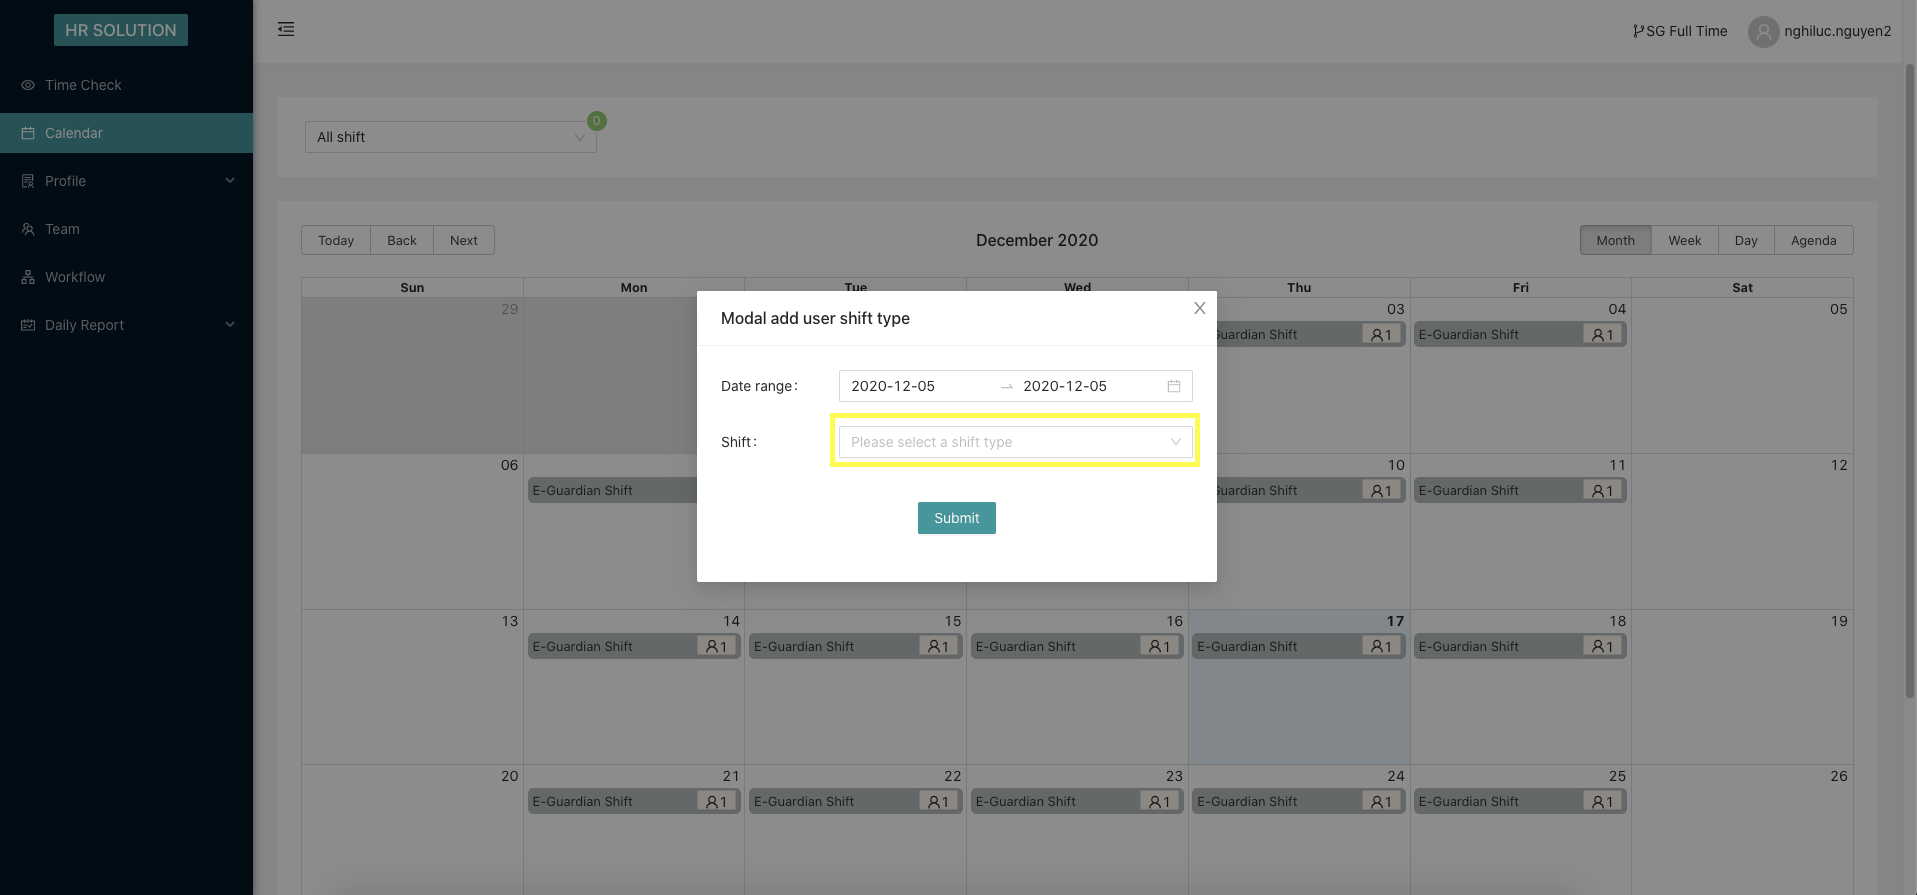 HR SOLUTION
SG Full Time nghiluc.nguyen2
Time Check
Calendar
Profile
Team
Workflow
Daily Report
0
All shift
Today Back Next December 2020 Month Week Day Agenda
Sun Mon Tue Wed Thu Fri Sat
29 03 04 05
Guardian Shift 1 E-Guardian Shift 1
Modal add user shift type
Date range: 2020-12-05 → 2020-12-05
Shift: Please select a shift type
Submit
06 10 11 12
E-Guardian Shift Guardian Shift 1 E-Guardian Shift 1
13 14 15 16 17 18 19
E-Guardian Shift 1 E-Guardian Shift 1 E-Guardian Shift 1 E-Guardian Shift 1 E-Guardian Shift 1
20 21 22 23 24 25 26
E-Guardian Shift 1 E-Guardian Shift 1 E-Guardian Shift 1 E-Guardian Shift 1 E-Guardian Shift 1